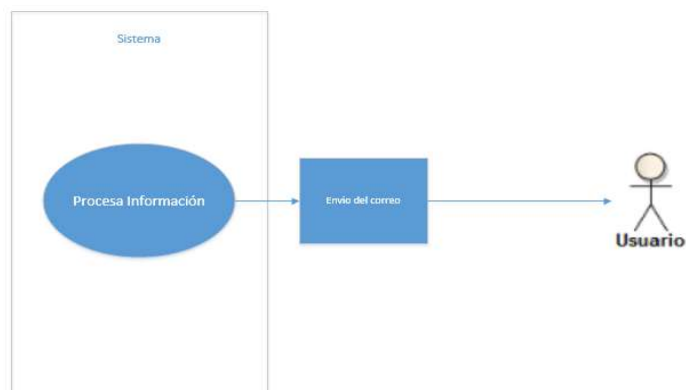 Sistema
Procesa Información
Envio del correo
Usuario